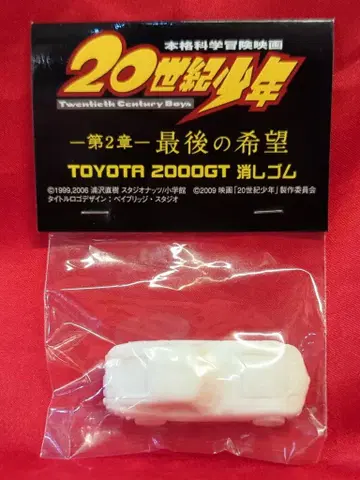 本格科学冒険映画
20世紀少年
Twentieth Century Boys
―第2章― 最後の希望
TOYOTA 2000GT 消しゴム
©1999,2006 浦沢直樹 スタジオナッツ/小学館
©2009 映画「20世紀少年」製作委員会
タイトルロゴデザイン:ベイブリッジ・スタジオ